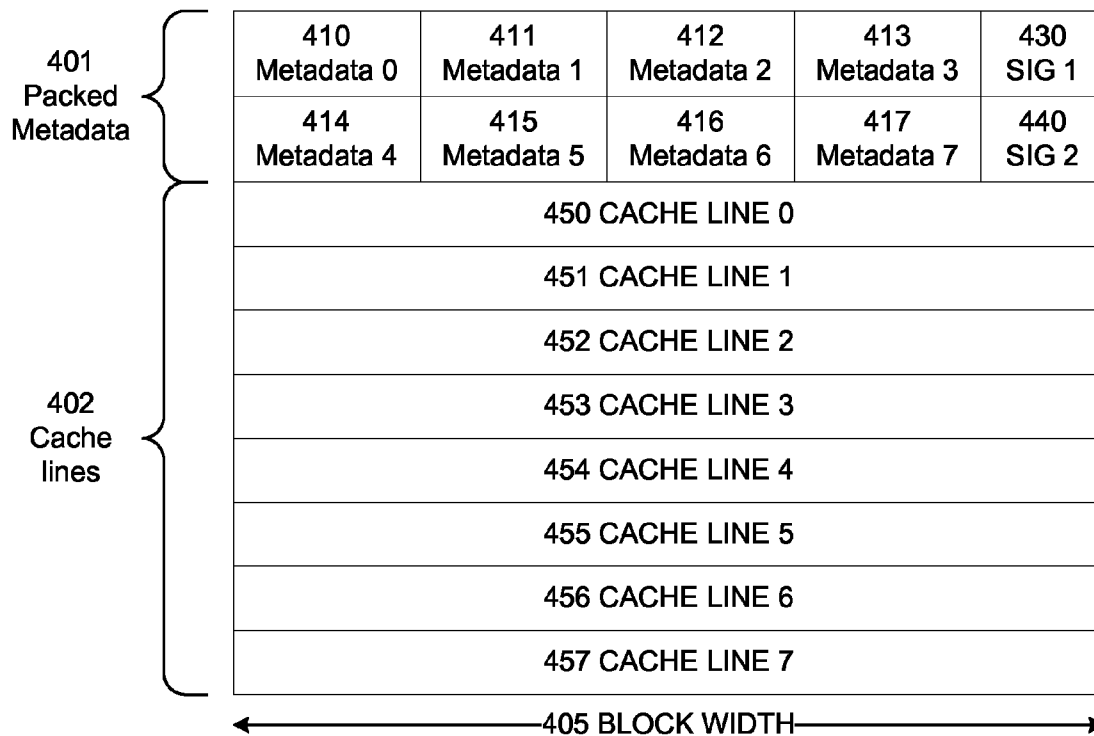 401
Packed
Metadata
410
Metadata 0
411
Metadata 1
412
Metadata 2
413
Metadata 3
430
SIG 1
414
Metadata 4
415
Metadata 5
416
Metadata 6
417
Metadata 7
440
SIG 2
402
Cache
lines
450 CACHE LINE 0
451 CACHE LINE 1
452 CACHE LINE 2
453 CACHE LINE 3
454 CACHE LINE 4
455 CACHE LINE 5
456 CACHE LINE 6
457 CACHE LINE 7
405 BLOCK WIDTH